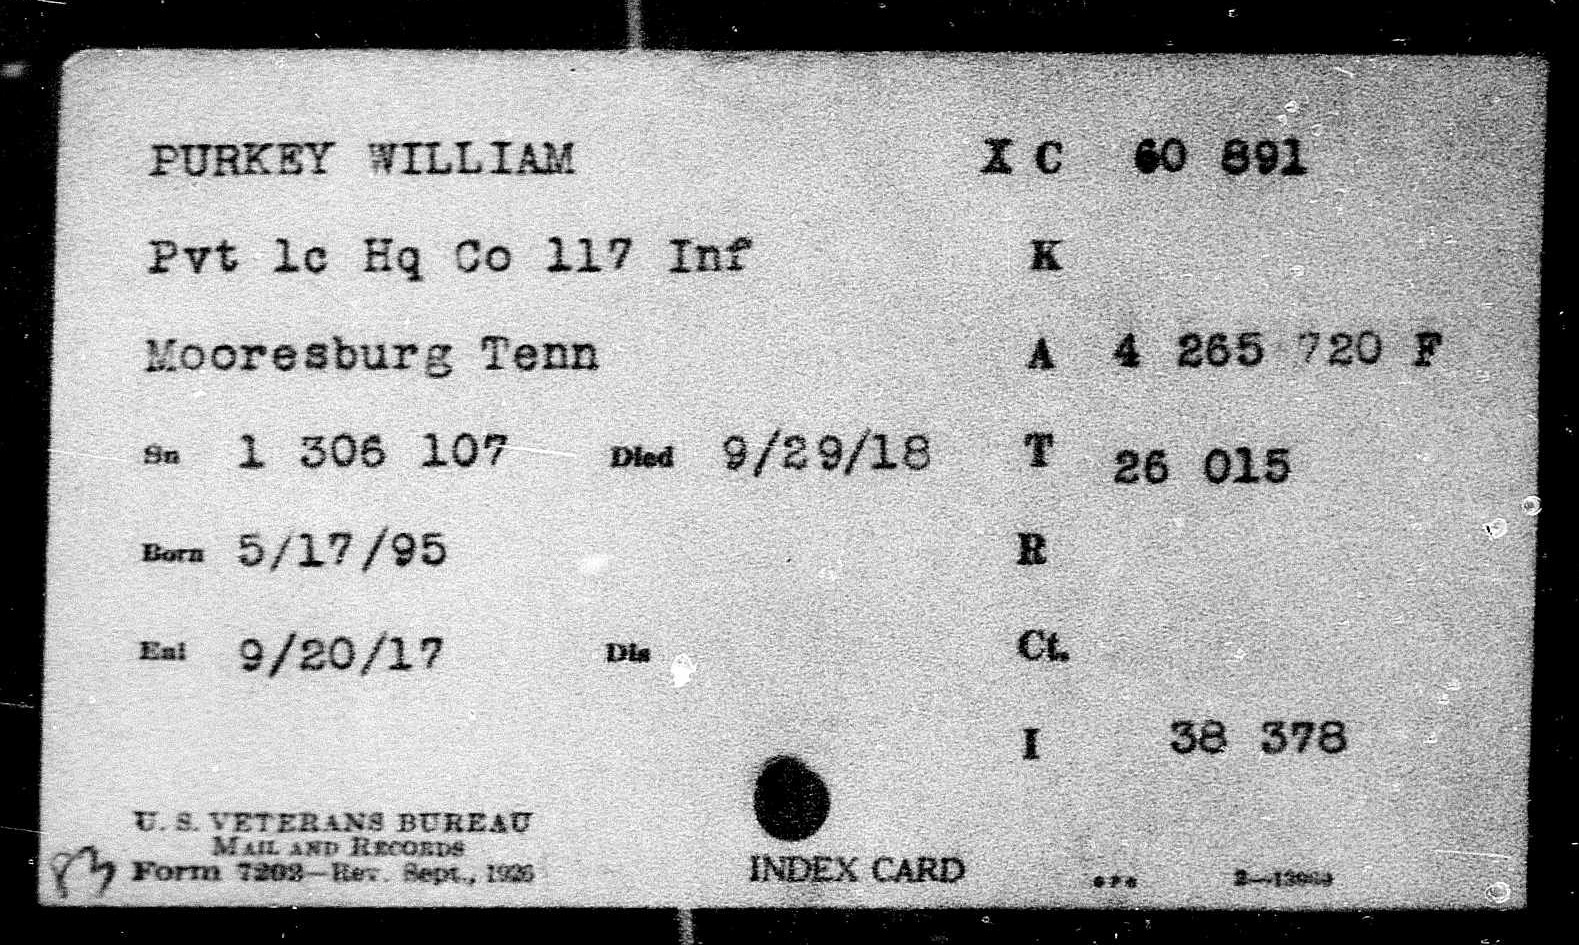 PURKEY WILLIAM X C 60 891
Pvt 1c Hq Co 117 Inf K
Mooresburg Tenn A 4 265 720 F
Sn 1 306 107 Died 9/29/18 T 26 015
Born 5/17/95 R
Enl 9/20/17 Dis Ct.
I 38 378
U. S. VETERANS BUREAU
MAIL AND RECORDS
Form 7202—Rev. Sept., 1926
INDEX CARD GPO